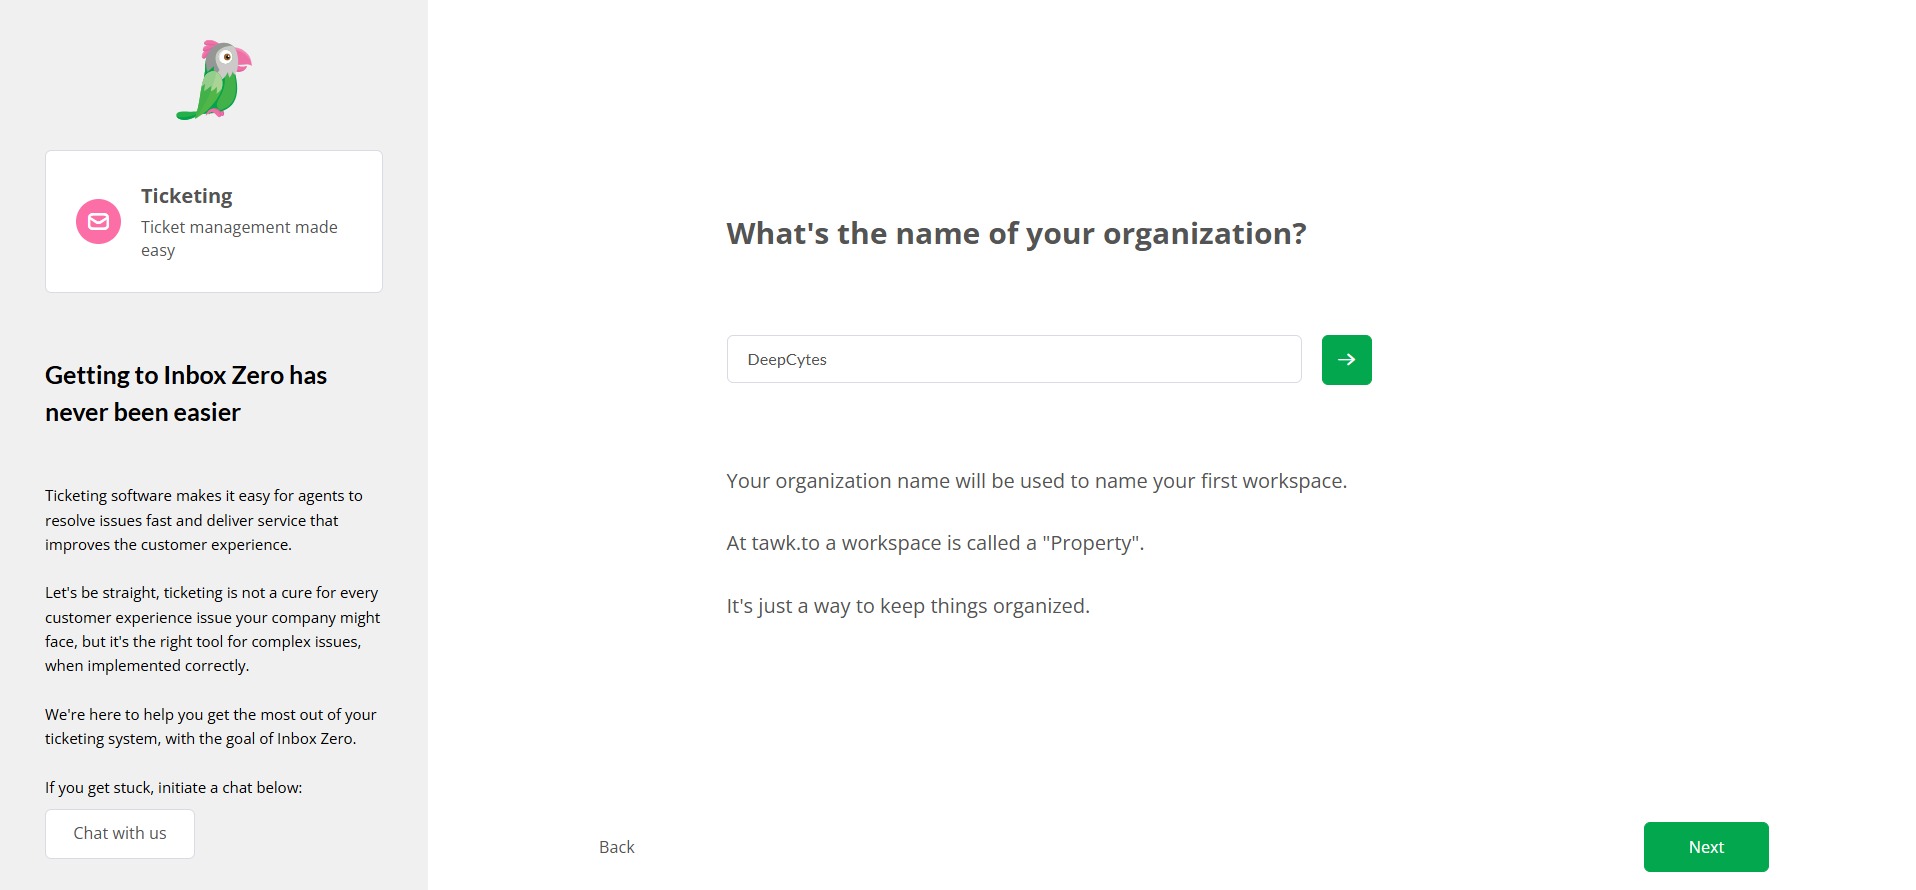 Ticketing
Ticket management made
easy
Getting to Inbox Zero has
never been easier
Ticketing software makes it easy for agents to
resolve issues fast and deliver service that
improves the customer experience.
Let's be straight, ticketing is not a cure for every
customer experience issue your company might
face, but it's the right tool for complex issues,
when implemented correctly.
We're here to help you get the most out of your
ticketing system, with the goal of Inbox Zero.
If you get stuck, initiate a chat below:
Chat with us
What's the name of your organization?
DeepCytes
Your organization name will be used to name your first workspace.
At tawk.to a workspace is called a "Property".
It's just a way to keep things organized.
Back
Next